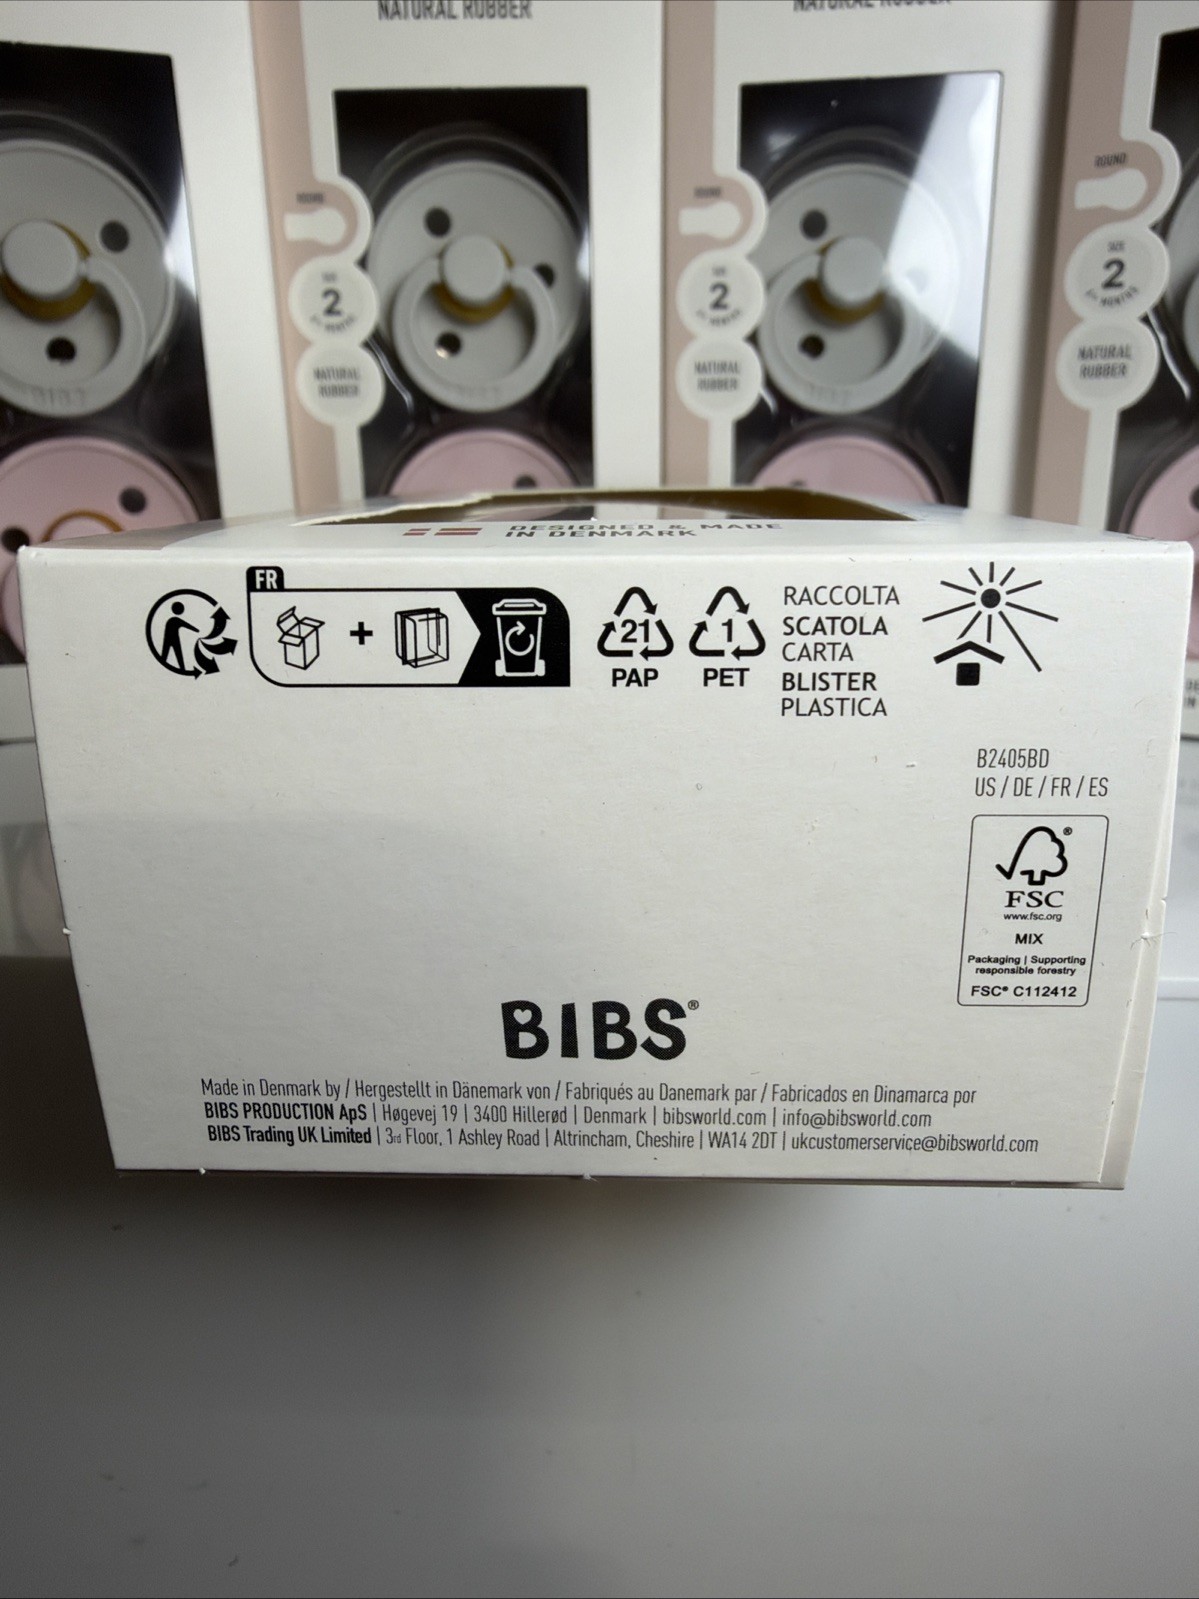 NATURAL RUBBER
NATURAL RUBBER
ROUND
SIZE
2
NATURAL
RUBBER
2
NATURAL
RUBBER
ROUND
SIZE
2
MONTHS
NATURAL
RUBBER
BIBS
DESIGNED & MADE
IN DENMARK
FR
21
PAP
1
PET
RACCOLTA
SCATOLA
CARTA
BLISTER
PLASTICA
B2405BD
US / DE / FR / ES
FSC
www.fsc.org
MIX
Packaging | Supporting
responsible forestry
FSC® C112412
BIBS®
Made in Denmark by / Hergestellt in Dänemark von / Fabriqués au Danemark par / Fabricados en Dinamarca por
BIBS PRODUCTION ApS | Høgevej 19 | 3400 Hillerød | Denmark | bibsworld.com | info@bibsworld.com
BIBS Trading UK Limited | 3rd Floor, 1 Ashley Road | Altrincham, Cheshire | WA14 2DT | ukcustomerservice@bibsworld.com